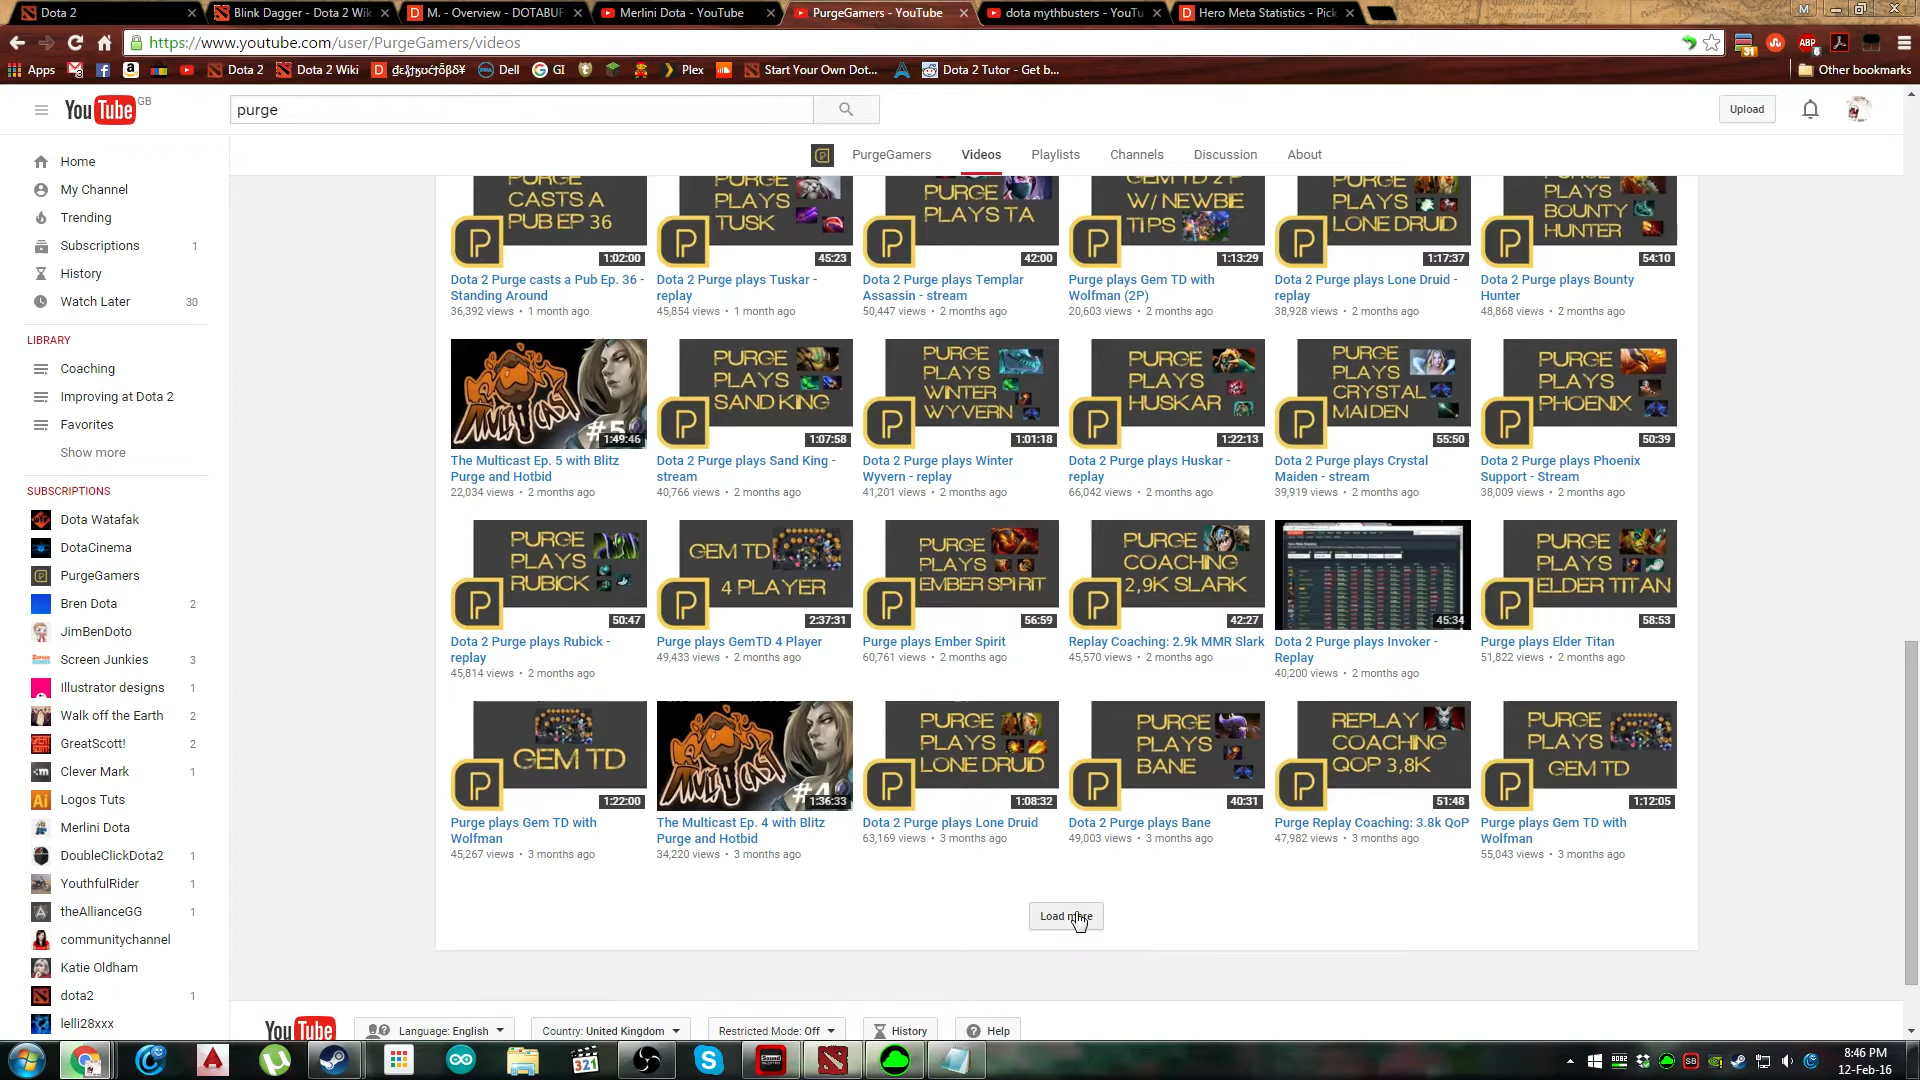 Dota 2
Blink Dagger - Dota 2 Wik
M. - Overview - DOTABUF
Merlini Dota - YouTube
PurgeGamers - YouTube
dota mythbusters - YouTu
Hero Meta Statistics - Pick
M
https://www.youtube.com/user/PurgeGamers/videos
Apps
Dota 2
Dota 2 Wiki
Dell
GI
Plex
Start Your Own Dot...
Dota 2 Tutor - Get b...
Other bookmarks
YouTube GB
purge
Upload
PurgeGamers
Videos
Playlists
Channels
Discussion
About
Home
My Channel
Trending
Subscriptions 1
History
Watch Later 30
LIBRARY
Coaching
Improving at Dota 2
Favorites
Show more
SUBSCRIPTIONS
Dota Watafak
DotaCinema
PurgeGamers
Bren Dota 2
JimBenDoto
Screen Junkies 3
Illustrator designs 1
Walk off the Earth 2
GreatScott! 2
Clever Mark 1
Logos Tuts
Merlini Dota
DoubleClickDota2 1
YouthfulRider 1
theAllianceGG 1
communitychannel
Katie Oldham
dota2 1
lelli28xxx
PURGE
CASTS A
PUB EP 36
1:02:00
Dota 2 Purge casts a Pub Ep. 36 -
Standing Around
36,392 views • 1 month ago
PURGE
PLAYS
TUSK
45:23
Dota 2 Purge plays Tuskar -
replay
45,854 views • 1 month ago
PURGE
PLAYS TA
42:00
Dota 2 Purge plays Templar
Assassin - stream
50,447 views • 2 months ago
GEM TD 2 P
W/ NEWBIE
TIPS
1:13:29
Purge plays Gem TD with
Wolfman (2P)
20,603 views • 2 months ago
PURGE
PLAYS
LONE DRUID
1:17:37
Dota 2 Purge plays Lone Druid -
replay
38,928 views • 2 months ago
PLAYS
BOUNTY
HUNTER
54:10
Dota 2 Purge plays Bounty
Hunter
48,868 views • 2 months ago
MULTICAST
#5
1:49:46
The Multicast Ep. 5 with Blitz
Purge and Hotbid
22,034 views • 2 months ago
PURGE
PLAYS
SAND KING
1:07:58
Dota 2 Purge plays Sand King -
stream
40,766 views • 2 months ago
PURGE
PLAYS
WINTER
WYVERN
1:01:18
Dota 2 Purge plays Winter
Wyvern - replay
41,201 views • 2 months ago
PURGE
PLAYS
HUSKAR
1:22:13
Dota 2 Purge plays Huskar -
replay
66,042 views • 2 months ago
PURGE
PLAYS
CRYSTAL
MAIDEN
55:50
Dota 2 Purge plays Crystal
Maiden - stream
39,919 views • 2 months ago
PURGE
PLAYS
PHOENIX
50:39
Dota 2 Purge plays Phoenix
Support - Stream
38,009 views • 2 months ago
PURGE
PLAYS
RUBICK
50:47
Dota 2 Purge plays Rubick -
replay
45,814 views • 2 months ago
GEM TD
4 PLAYER
2:37:31
Purge plays GemTD 4 Player
49,433 views • 2 months ago
PURGE
PLAYS
EMBER SPIRIT
56:59
Purge plays Ember Spirit
60,761 views • 2 months ago
PURGE
COACHING
2,9K SLARK
42:27
Replay Coaching: 2.9k MMR Slark
45,570 views • 2 months ago
45:34
Dota 2 Purge plays Invoker -
Replay
40,200 views • 2 months ago
PURGE
PLAYS
ELDER TITAN
58:53
Purge plays Elder Titan
51,822 views • 2 months ago
GEM TD
1:22:00
Purge plays Gem TD with
Wolfman
45,267 views • 3 months ago
MULTICAST
#4
1:36:33
The Multicast Ep. 4 with Blitz
Purge and Hotbid
34,220 views • 3 months ago
PURGE
PLAYS
LONE DRUID
1:08:32
Dota 2 Purge plays Lone Druid
63,169 views • 3 months ago
PURGE
PLAYS
BANE
40:31
Dota 2 Purge plays Bane
49,003 views • 3 months ago
REPLAY
COACHING
QOP 3,8K
51:48
Purge Replay Coaching: 3.8k QoP
47,982 views • 3 months ago
PURGE
PLAYS
GEM TD
1:12:05
Purge plays Gem TD with
Wolfman
55,043 views • 3 months ago
Load more
YouTube
Language: English
Country: United Kingdom
Restricted Mode: Off
History
Help
8:46 PM
12-Feb-16